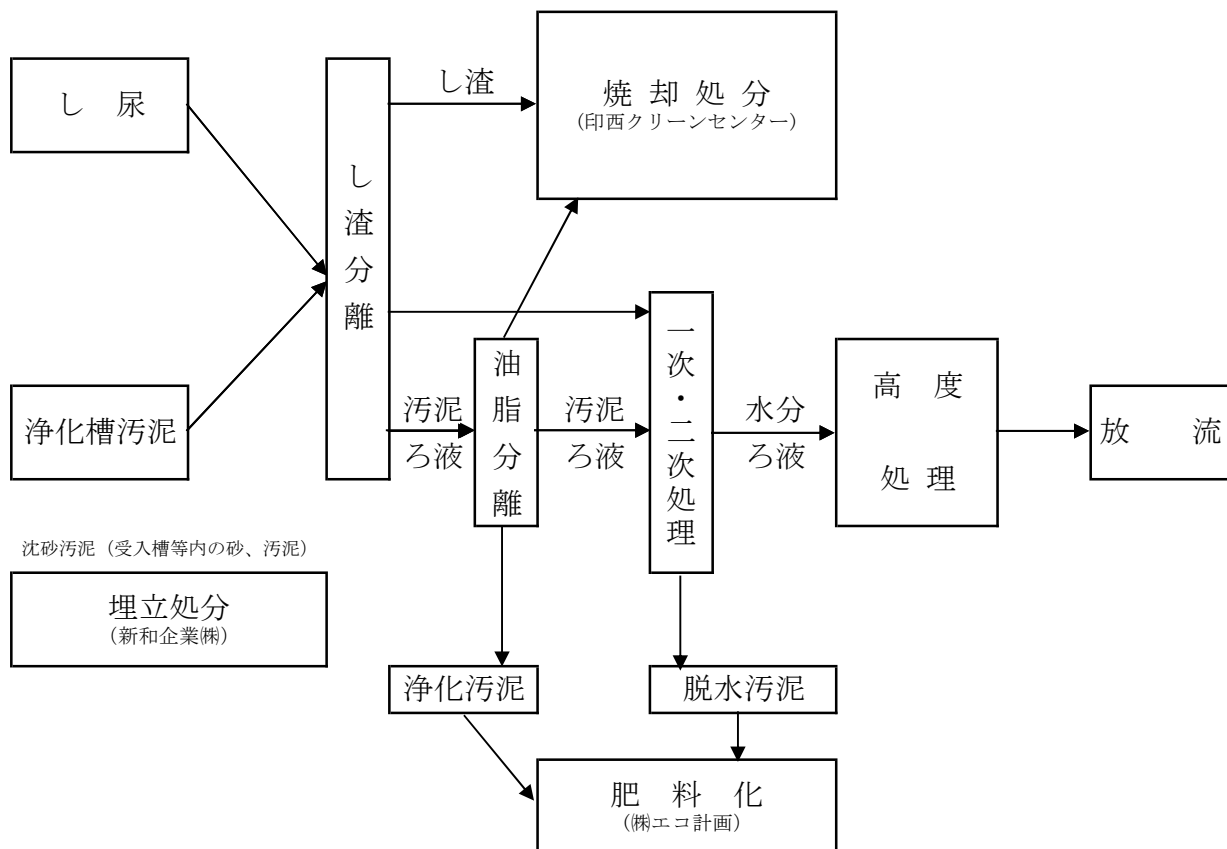 し　尿
し渣
焼 却 処 分
（印西クリーンセンター）
し渣分離
浄化槽汚泥
汚泥
ろ液
油脂分離
汚泥
ろ液
一次・二次処理
水分
ろ液
高　度
処 理
放　　流
沈砂汚泥（受入槽等内の砂、汚泥）
埋立処分
（新和企業㈱）
浄化汚泥
脱水汚泥
肥　料　化
（㈱エコ計画）